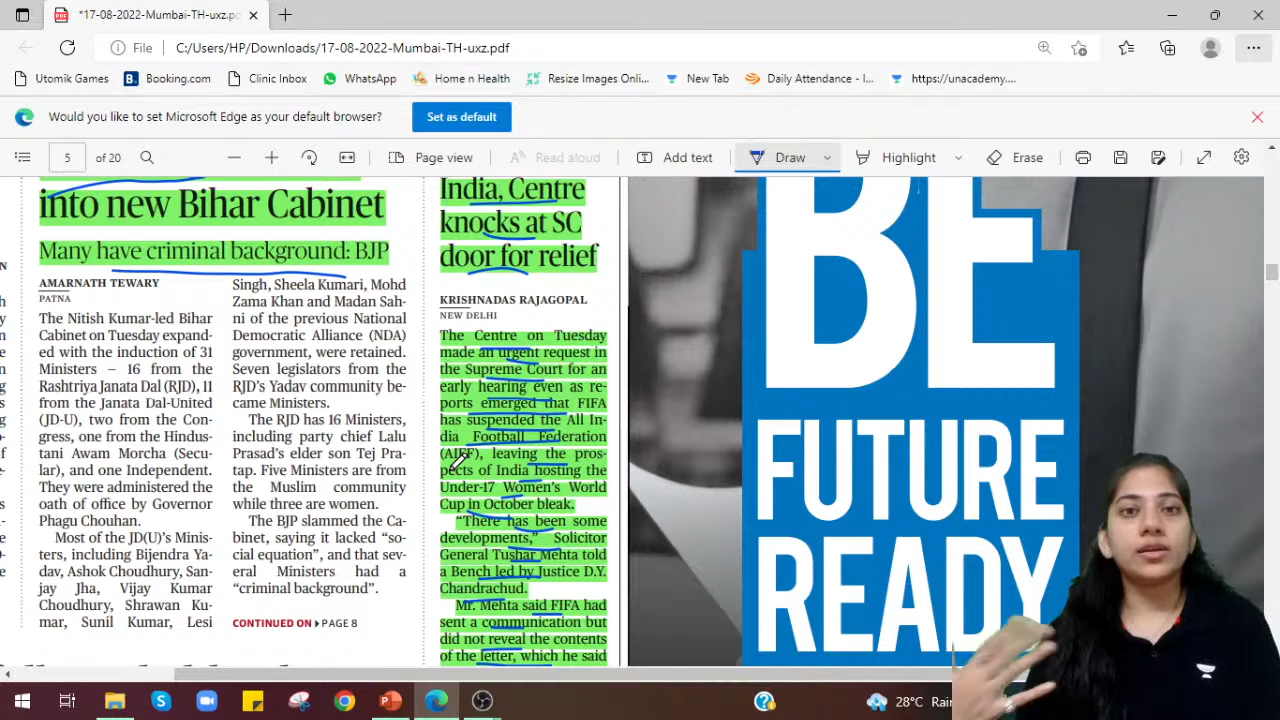 *17-08-2022-Mumbai-TH-uxz.pdf
File C:/Users/HP/Downloads/17-08-2022-Mumbai-TH-uxz.pdf
Utomik Games Booking.com Clinic Inbox WhatsApp Home n Health Resize Images Onli... New Tab Daily Attendance - I... https://unacademy....
Would you like to set Microsoft Edge as your default browser? Set as default
5 of 20 Page view Read aloud Add text Draw Highlight Erase
into new Bihar Cabinet
Many have criminal background: BJP
AMARNATH TEWARY
PATNA
The Nitish Kumar-led Bihar
Cabinet on Tuesday expand-
ed with the induction of 31
Ministers — 16 from the
Rashtriya Janata Dal (RJD), 11
from the Janata Dal-United
(JD-U), two from the Con-
gress, one from the Hindus-
tani Awam Morcha (Secu-
lar), and one Independent.
They were administered the
oath of office by Governor
Phagu Chouhan.
Most of the JD(U)'s Minis-
ters, including Bijendra Ya-
dav, Ashok Choudhury, San-
jay Jha, Vijay Kumar
Choudhury, Shrawan Ku-
mar, Sunil Kumar, Lesi
Singh, Sheela Kumari, Mohd
Zama Khan and Madan Sah-
ni of the previous National
Democratic Alliance (NDA)
government, were retained.
Seven legislators from the
RJD's Yadav community be-
came Ministers.
The RJD has 16 Ministers,
including party chief Lalu
Prasad's elder son Tej Pra-
tap. Five Ministers are from
the Muslim community
while three are women.
The BJP slammed the Ca-
binet, saying it lacked “so-
cial equation”, and that sev-
eral Ministers had a
“criminal background”.
CONTINUED ON PAGE 8
India, Centre
knocks at SC
door for relief
KRISHNADAS RAJAGOPAL
NEW DELHI
The Centre on Tuesday
made an urgent request in
the Supreme Court for an
early hearing even as re-
ports emerged that FIFA
has suspended the All In-
dia Football Federation
(AIFF), leaving the pros-
pects of India hosting the
Under-17 Women's World
Cup in October bleak.
“There has been some
developments,” Solicitor
General Tushar Mehta told
a Bench led by Justice D.Y.
Chandrachud.
Mr. Mehta said FIFA had
sent a communication but
did not reveal the contents
of the letter, which he said
BE
FUTURE
READY
28°C